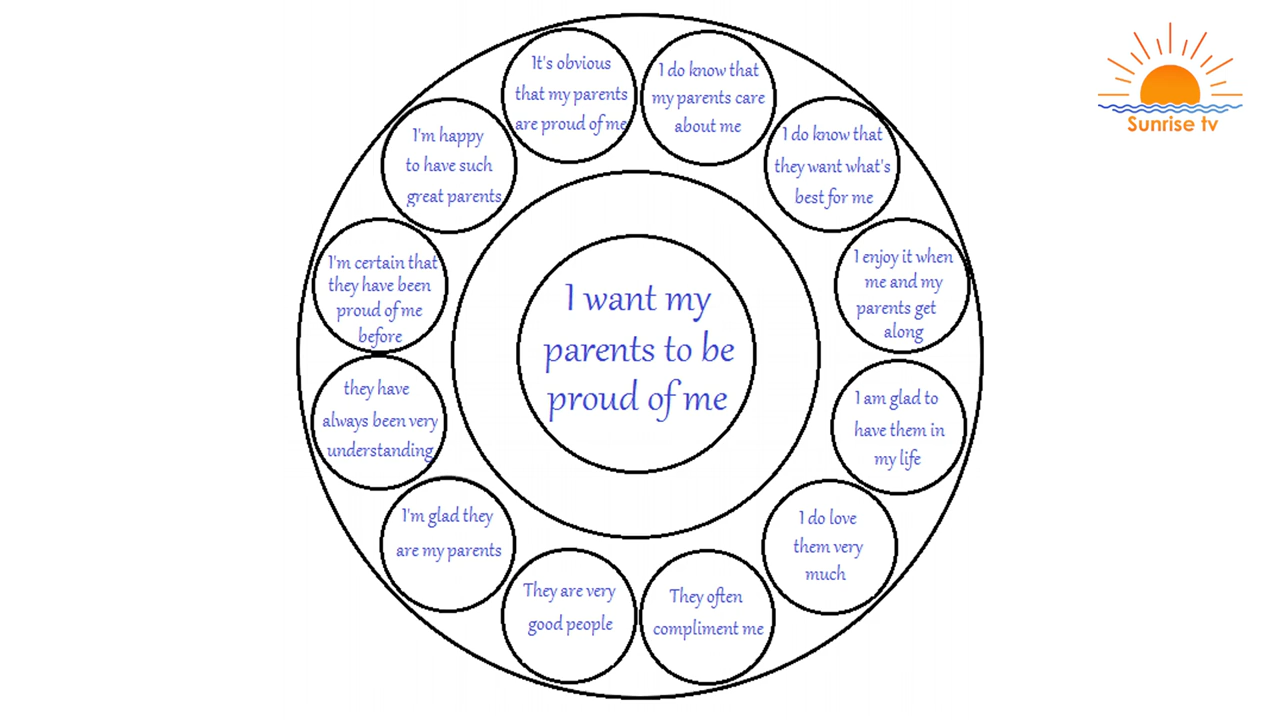 It's obvious
that my parents
are proud of me
I do know that
my parents care
about me
I do know that
they want what's
best for me
I enjoy it when
me and my
parents get
along
I am glad to
have them in
my life
I do love
them very
much
They often
compliment me
They are very
good people
I'm glad they
are my parents
they have
always been very
understanding
I'm certain that
they have been
proud of me
before
I'm happy
to have such
great parents
I want my
parents to be
proud of me
Sunrise tv